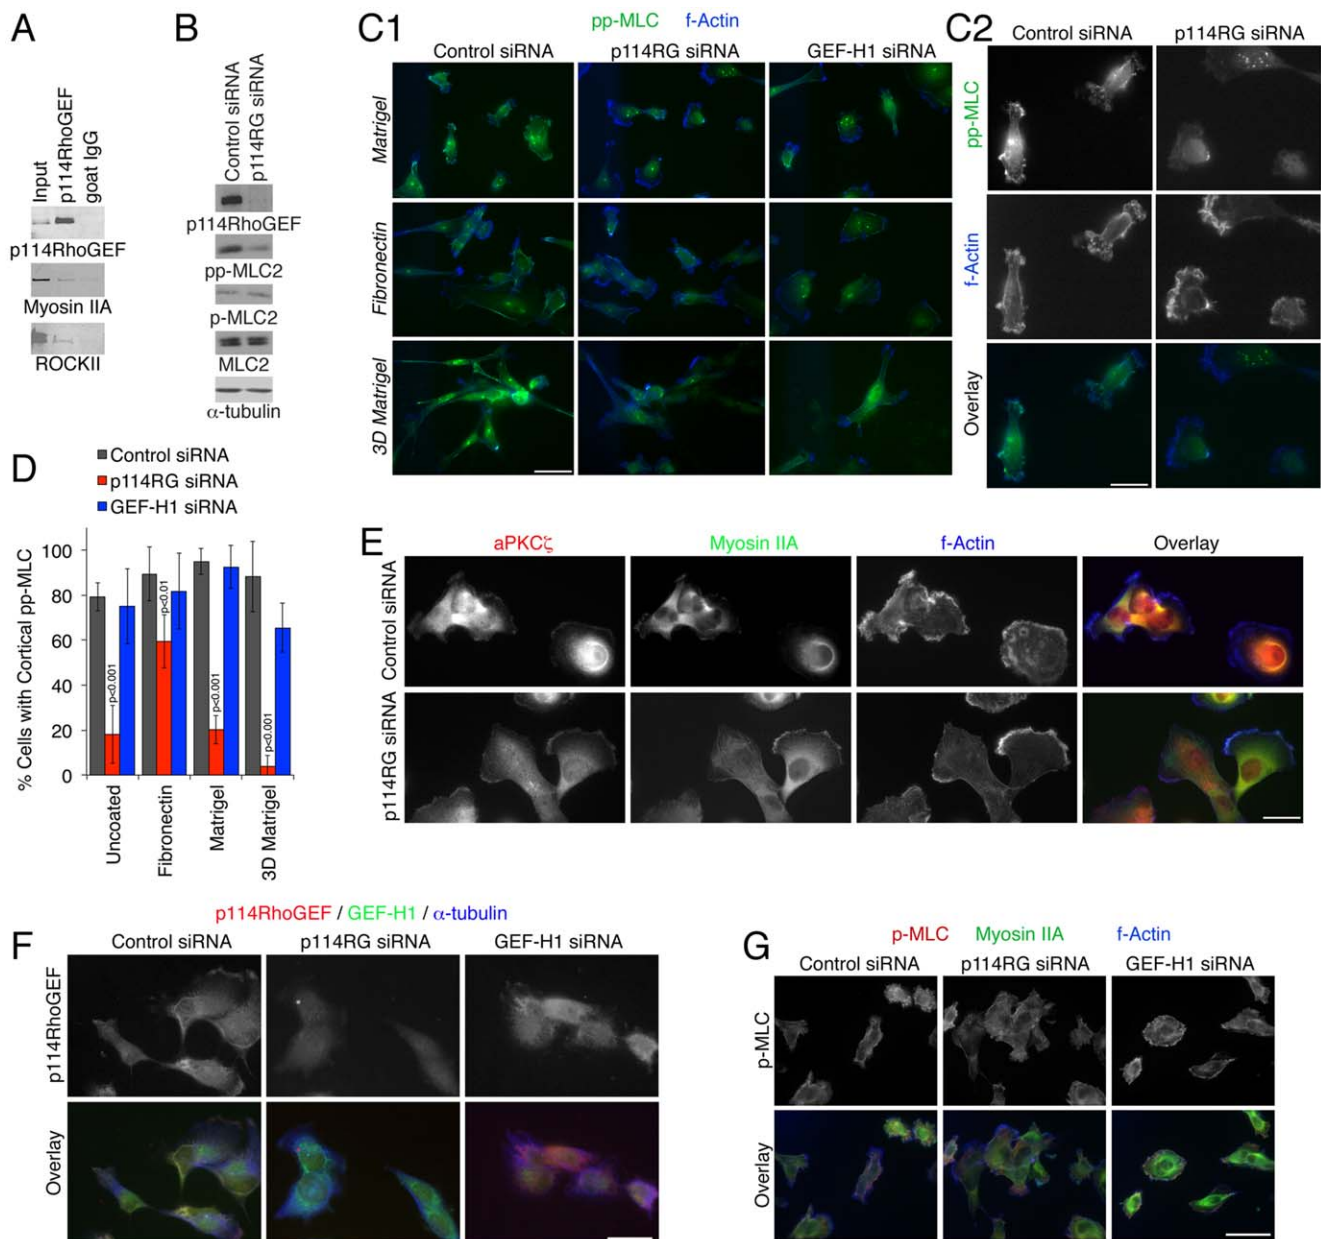 A
Input
p114RhoGEF
goat IgG
p114RhoGEF
Myosin IIA
ROCKII
B
Control siRNA
p114RG siRNA
p114RhoGEF
pp-MLC2
p-MLC2
MLC2
α-tubulin
C1
pp-MLC f-Actin
Control siRNA p114RG siRNA GEF-H1 siRNA
Matrigel
Fibronectin
3D Matrigel
C2
Control siRNA p114RG siRNA
pp-MLC
f-Actin
Overlay
D
Control siRNA
p114RG siRNA
GEF-H1 siRNA
% Cells with Cortical pp-MLC
100
80
60
40
20
0
p<0.001
p<0.01
p<0.001
p<0.001
Uncoated
Fibronectin
Matrigel
3D Matrigel
E
aPKCζ Myosin IIA f-Actin Overlay
Control siRNA
p114RG siRNA
F
p114RhoGEF / GEF-H1 / α-tubulin
Control siRNA p114RG siRNA GEF-H1 siRNA
p114RhoGEF
Overlay
G
p-MLC Myosin IIA f-Actin
Control siRNA p114RG siRNA GEF-H1 siRNA
p-MLC
Overlay